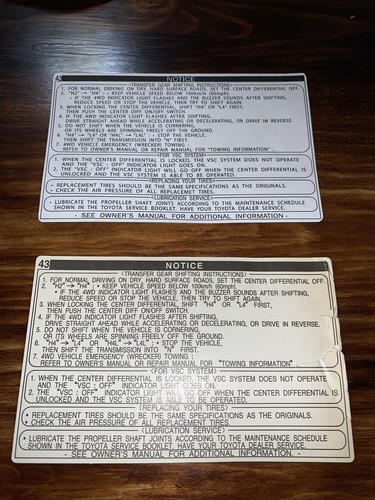 43
NOTICE
(TRANSFER GEAR SHIFTING INSTRUCTIONS)
1. FOR NORMAL DRIVING ON DRY, HARD SURFACE ROADS, SET THE CENTER DIFFERENTIAL OFF.
2. "H2" → "H4" : • KEEP VEHICLE SPEED BELOW 100km/h (60mph).
• IF THE 4WD INDICATOR LIGHT FLASHES AND THE BUZZER SOUNDS AFTER SHIFTING,
REDUCE SPEED OR STOP THE VEHICLE, THEN TRY TO SHIFT AGAIN.
3. WHEN LOCKING THE CENTER DIFFERENTIAL, SHIFT "H4" OR "L4" FIRST,
THEN PUSH THE CENTER DIFF ON/OFF SWITCH.
4. IF THE 4WD INDICATOR LIGHT FLASHES AFTER SHIFTING,
DRIVE STRAIGHT AHEAD WHILE ACCELERATING OR DECELERATING, OR DRIVE IN REVERSE.
5. DO NOT SHIFT WHEN THE VEHICLE IS CORNERING,
OR ITS WHEELS ARE SPINNING FREELY OFF THE GROUND.
6. "H4" → "L4" OR "H4L" → "L4L" : • STOP THE VEHICLE,
THEN SHIFT THE TRANSMISSION INTO "N" FIRST.
7. 4WD EMERGENCY (WRECKER) TOWING :
REFER TO OWNER'S MANUAL OR REPAIR MANUAL FOR "TOWING INFORMATION" .
(FOR VSC SYSTEM)
1. WHEN THE CENTER DIFFERENTIAL IS LOCKED, THE VSC SYSTEM DOES NOT OPERATE
AND THE "VSC : OFF" INDICATOR LIGHT GOES ON.
2. THE "VSC : OFF" INDICATOR LIGHT WILL GO OFF WHEN THE CENTER DIFFERENTIAL IS
UNLOCKED AND THE VSC SYSTEM IS ABLE TO BE OPERATED.
(REPLACING YOUR TIRES)
• REPLACEMENT TIRES SHOULD BE THE SAME SPECIFICATIONS AS THE ORIGINALS.
CHECK THE AIR PRESSURE OF ALL REPLACEMET TIRES.
(LUBRICATION SERVICE)
• LUBRICATE THE PROPELLER SHAFT JOINTS ACCORDING TO THE MAINTENANCE SCHEDULE
SHOWN IN THE TOYOTA SERVICE BOOKLET. HAVE YOUR TOYOTA DEALER SERVICE.
- SEE OWNER'S MANUAL FOR ADDITIONAL INFORMATION -
43
NOTICE
(TRANSFER GEAR SHIFTING INSTRUCTIONS)
1. FOR NORMAL DRIVING ON DRY, HARD SURFACE ROADS, SET THE CENTER DIFFERENTIAL OFF.
2. "H2" → "H4" : • KEEP VEHICLE SPEED BELOW 100km/h (60mph).
• IF THE 4WD INDICATOR LIGHT FLASHES AND THE BUZZER SOUNDS AFTER SHIFTING,
REDUCE SPEED OR STOP THE VEHICLE, THEN TRY TO SHIFT AGAIN.
3. WHEN LOCKING THE CENTER DIFFERENTIAL, SHIFT "H4" OR "L4" FIRST,
THEN PUSH THE CENTER DIFF ON/OFF SWITCH.
4. IF THE 4WD INDICATOR LIGHT FLASHES AFTER SHIFTING,
DRIVE STRAIGHT AHEAD WHILE ACCELERATING OR DECELERATING, OR DRIVE IN REVERSE.
5. DO NOT SHIFT WHEN THE VEHICLE IS CORNERING,
OR ITS WHEELS ARE SPINNING FREELY OFF THE GROUND.
6. "H4" → "L4" OR "H4L → "L4L" : • STOP THE VEHICLE,
THEN SHIFT THE TRANSMISSION INTO "N" FIRST.
7. 4WD EMERGENCY (WRECKER) TOWING :
REFER TO OWNER'S MANUAL OR REPAIR MANUAL FOR "TOWING INFORMATION" .
(FOR VSC SYSTEM)
1. WHEN THE CENTER DIFFERENTIAL IS LOCKED, THE VSC SYSTEM DOES NOT OPERATE
AND THE "VSC : OFF" INDICATOR LIGHT GOES ON.
2. THE "VSC : OFF" INDICATOR LIGHT WILL GO OFF WHEN THE CENTER DIFFERENTIAL IS
UNLOCKED AND THE VSC SYSTEM IS ABLE TO BE OPERATED.
(REPLACING YOUR TIRES)
• REPLACEMENT TIRES SHOULD BE THE SAME SPECIFICATIONS AS THE ORIGINALS.
• CHECK THE AIR PRESSURE OF ALL REPLACEMENT TIRES.
(LUBRICATION SERVICE)
• LUBRICATE THE PROPELLER SHAFT JOINTS ACCORDING TO THE MAINTENANCE SCHEDULE
SHOWN IN THE TOYOTA SERVICE BOOKLET. HAVE YOUR TOYOTA DEALER SERVICE.
- SEE OWNER'S MANUAL FOR ADDITIONAL INFORMATION. -